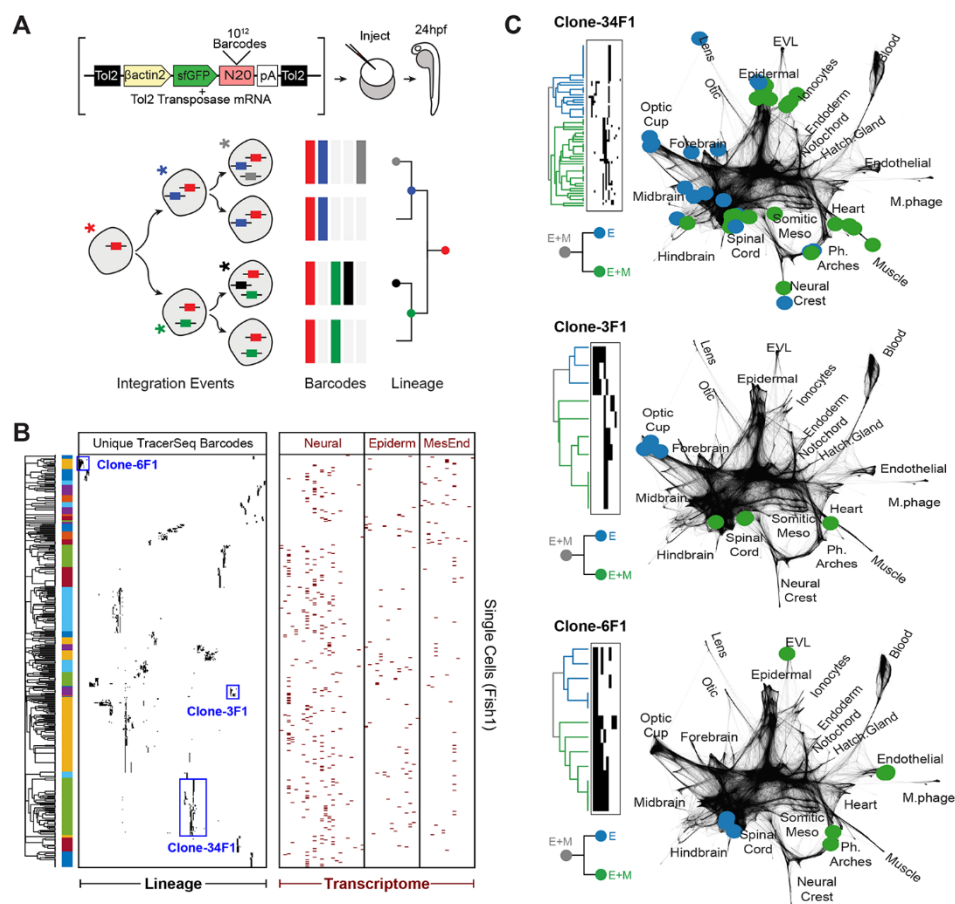 A
10¹² Barcodes
Inject
24hpf
Tol2
βactin2
sfGFP
N20
pA
Tol2
+
Tol2 Transposase mRNA
*
*
*
*
*
Integration Events
Barcodes
Lineage
B
Unique TracerSeq Barcodes
Neural
Epiderm
MesEnd
Clone-6F1
Clone-3F1
Clone-34F1
Single Cells (Fish1)
Lineage
Transcriptome
C
Clone-34F1
E+M
E
E+M
Lens
Otic
EVL
Epidermal
Ionocytes
Blood
Optic
Cup
Forebrain
Endoderm
Notochord
Hatch.Gland
Endothelial
M.phage
Midbrain
Hindbrain
Spinal
Cord
Somitic
Meso
Heart
Ph.
Arches
Muscle
Neural
Crest
Clone-3F1
E+M
E
E+M
Lens
Otic
EVL
Epidermal
Ionocytes
Blood
Optic
Cup
Forebrain
Endoderm
Notochord
Hatch.Gland
Endothelial
M.phage
Midbrain
Hindbrain
Spinal
Cord
Somitic
Meso
Heart
Ph.
Arches
Muscle
Neural
Crest
Clone-6F1
E+M
E
E+M
Lens
Otic
EVL
Epidermal
Ionocytes
Blood
Optic
Cup
Forebrain
Endoderm
Notochord
Hatch.Gland
Endothelial
M.phage
Midbrain
Hindbrain
Spinal
Cord
Somitic
Meso
Heart
Ph.
Arches
Muscle
Neural
Crest